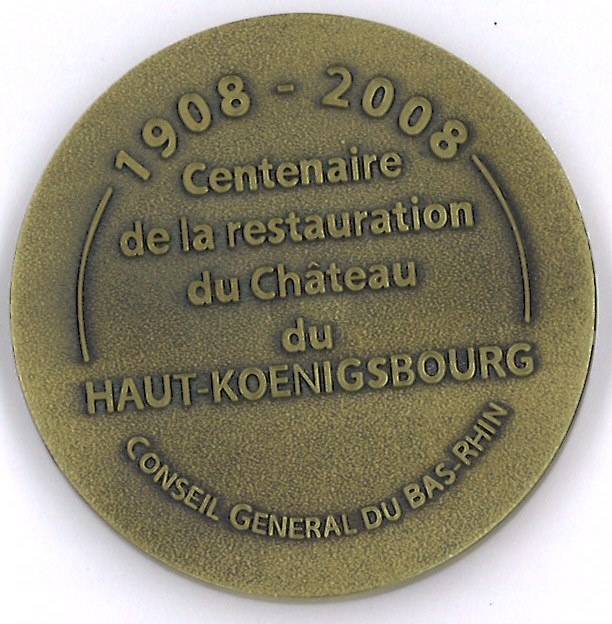 1908 - 2008
Centenaire
de la restauration
du Château
du
HAUT-KOENIGSBOURG
CONSEIL GENERAL DU BAS-RHIN